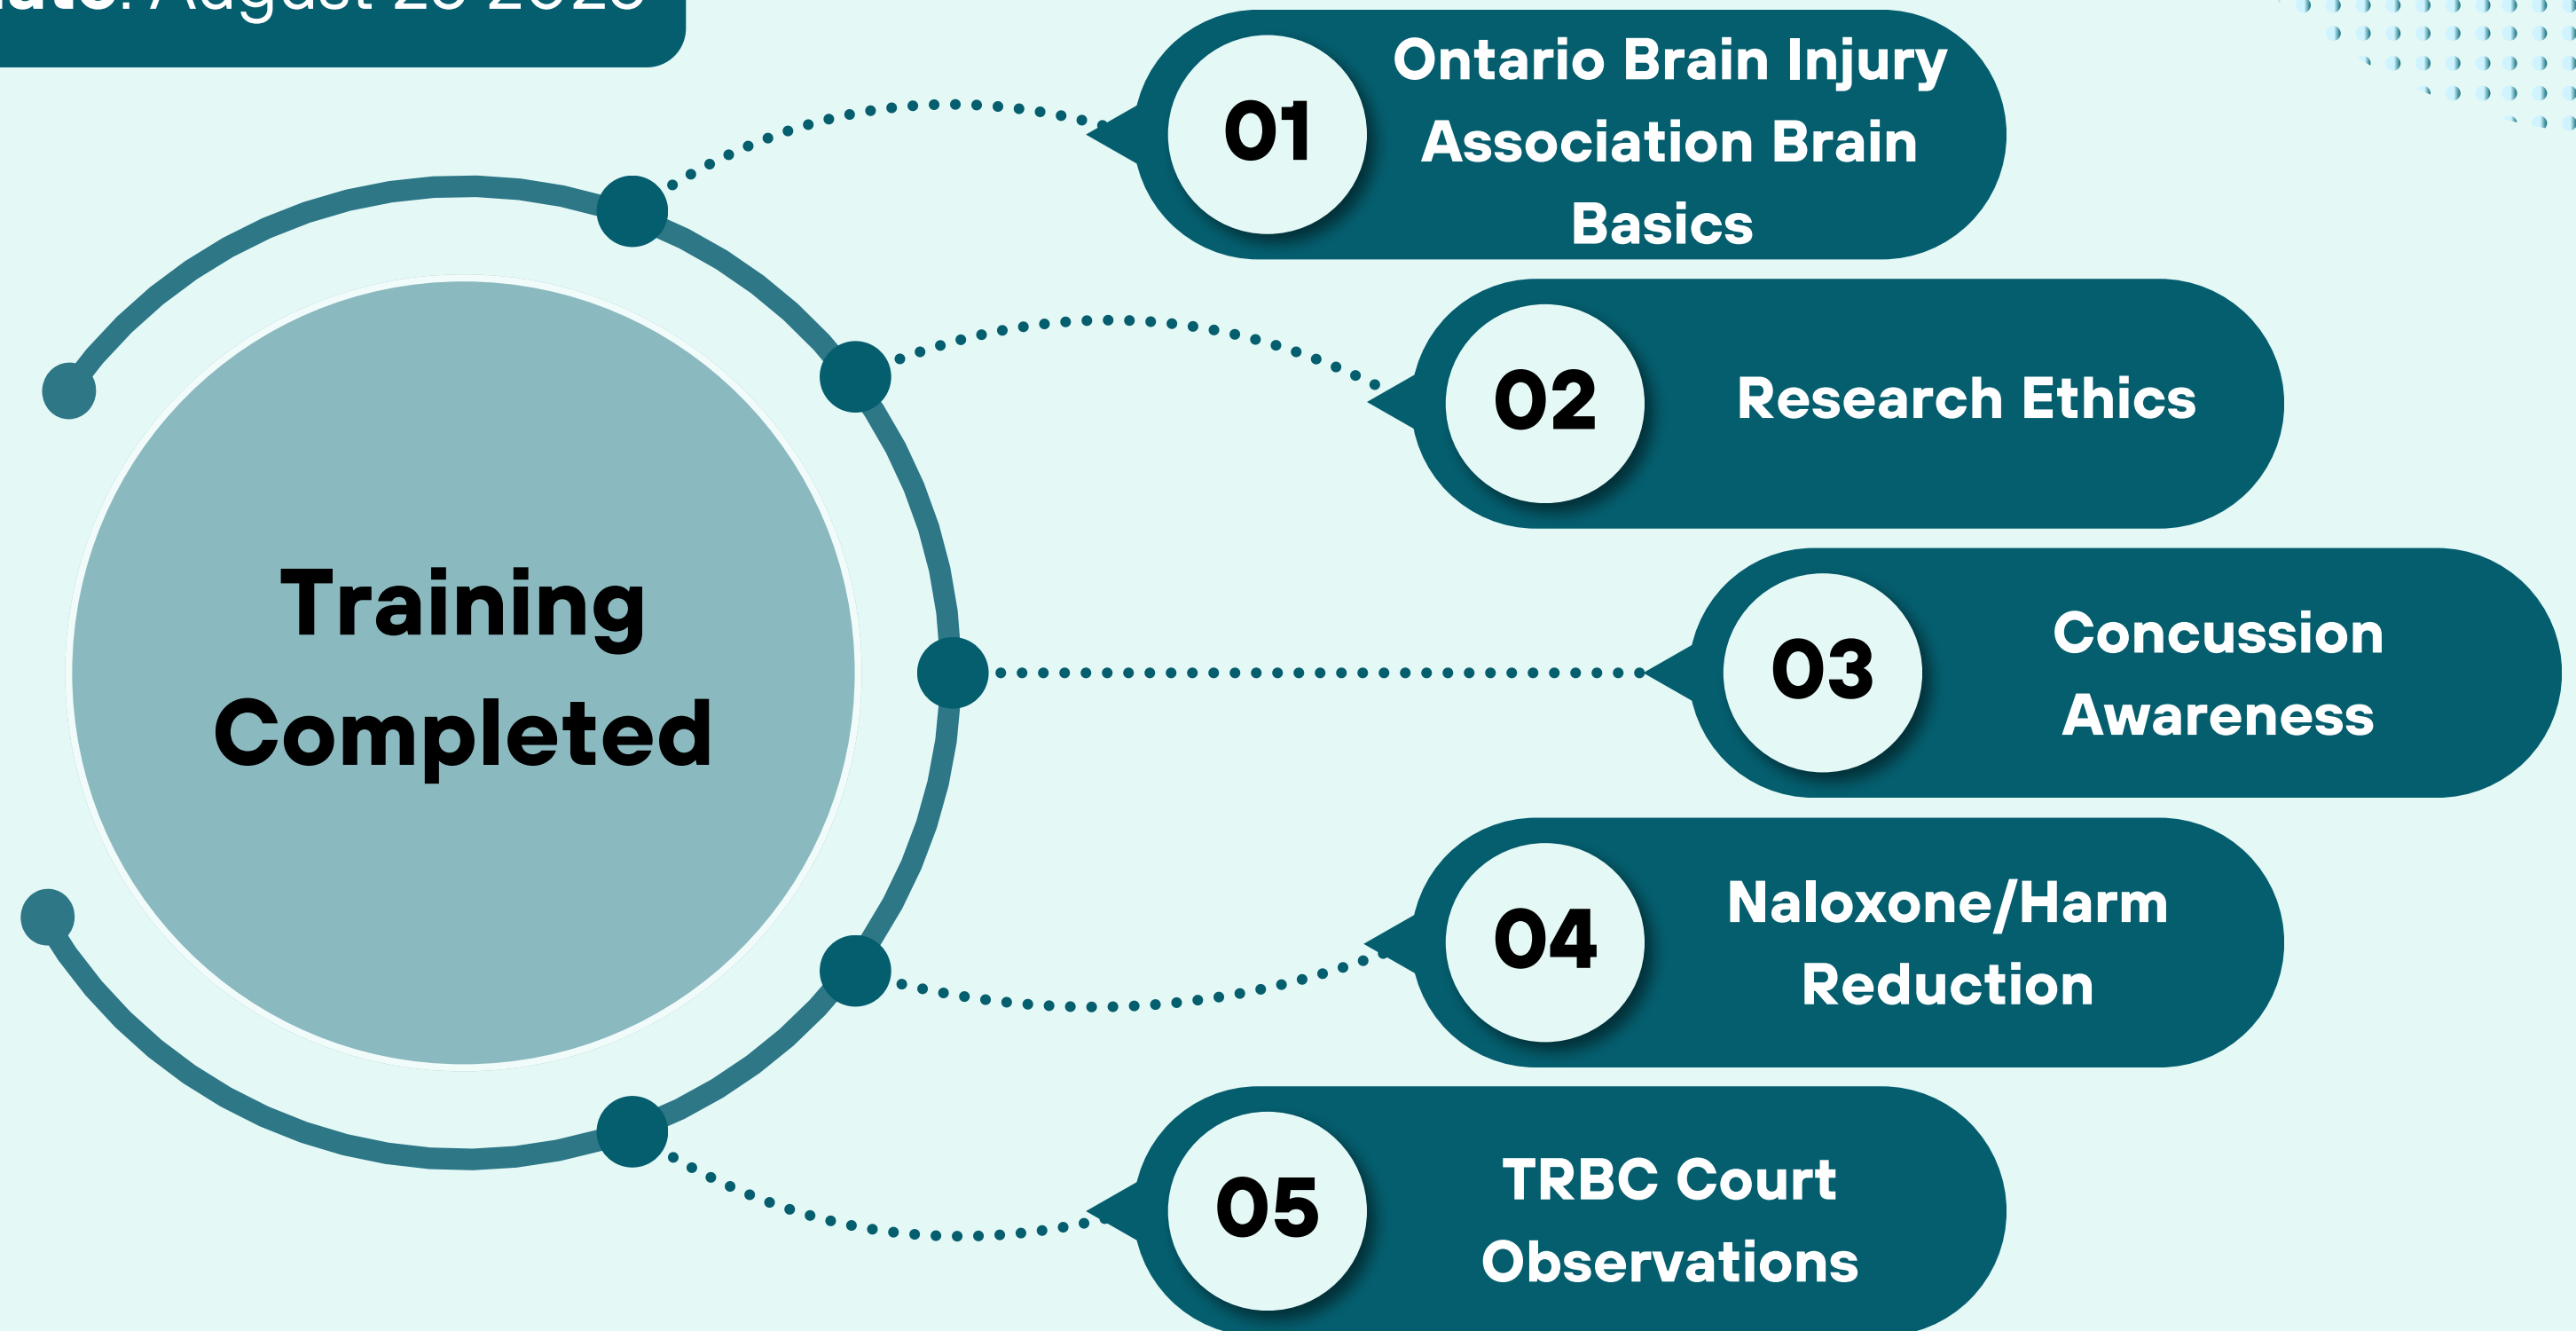 August
01
Ontario Brain Injury
Association Brain
Basics
02
Research Ethics
Training
Completed
03
Concussion
Awareness
04
Naloxone/Harm
Reduction
05
TRBC Court
Observations